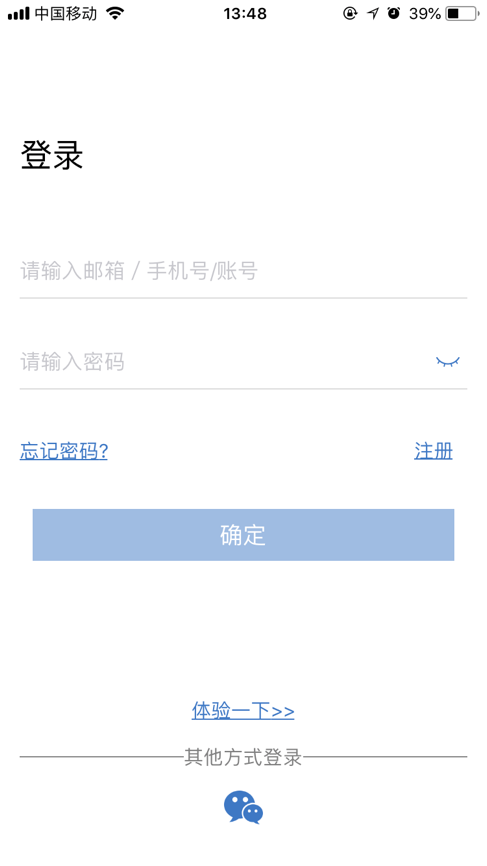 中国移动 13:48 39%
登录
请输入邮箱 / 手机号/账号
请输入密码
忘记密码? 注册
确定
体验一下>>
其他方式登录